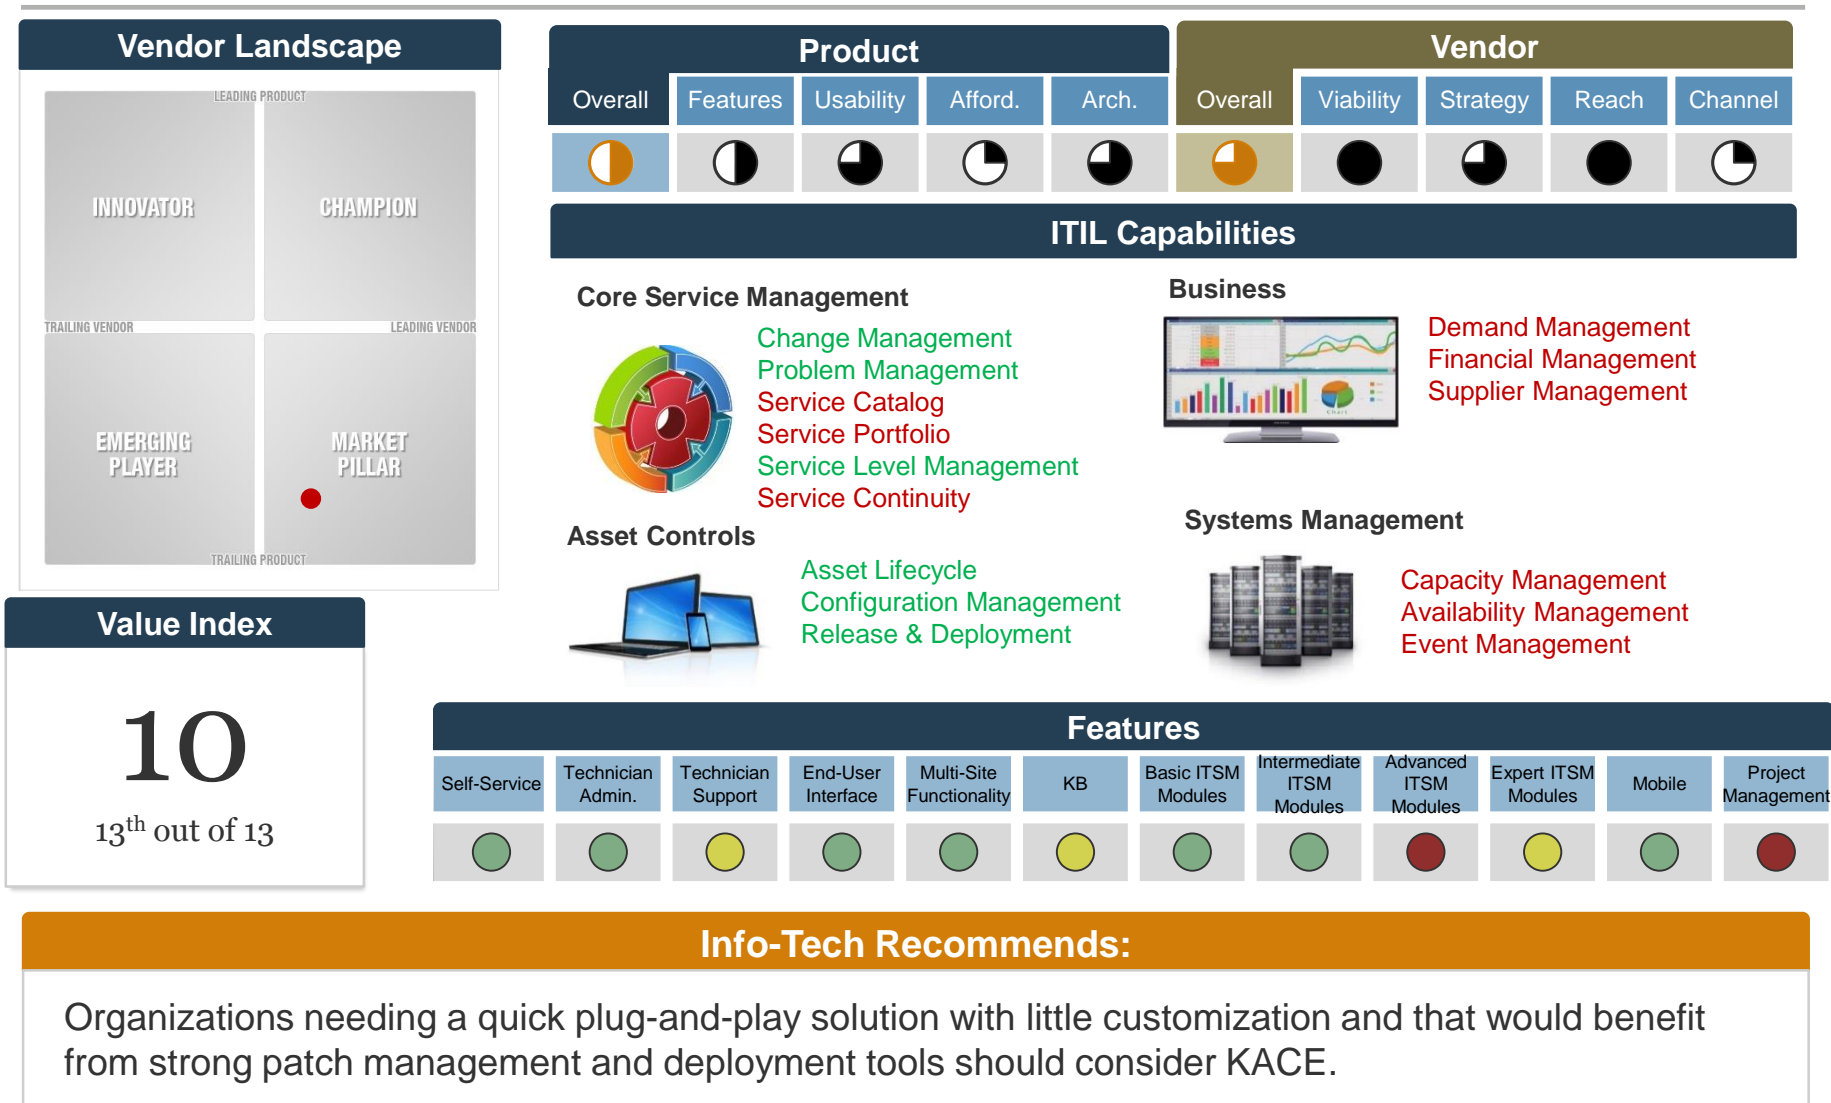 Vendor Landscape
LEADING PRODUCT
INNOVATOR
CHAMPION
TRAILING VENDOR
LEADING VENDOR
EMERGING
PLAYER
MARKET
PILLAR
TRAILING PRODUCT
Product
Vendor
Overall
Features
Usability
Afford.
Arch.
Overall
Viability
Strategy
Reach
Channel
ITIL Capabilities
Core Service Management
Change Management
Problem Management
Service Catalog
Service Portfolio
Service Level Management
Service Continuity
Business
Chart
Demand Management
Financial Management
Supplier Management
Asset Controls
Asset Lifecycle
Configuration Management
Release & Deployment
Systems Management
Capacity Management
Availability Management
Event Management
Value Index
10
13th out of 13
Features
Self-Service
Technician
Admin.
Technician
Support
End-User
Interface
Multi-Site
Functionality
KB
Basic ITSM
Modules
Intermediate
ITSM
Modules
Advanced
ITSM
Modules
Expert ITSM
Modules
Mobile
Project
Management
Info-Tech Recommends:
Organizations needing a quick plug-and-play solution with little customization and that would benefit
from strong patch management and deployment tools should consider KACE.